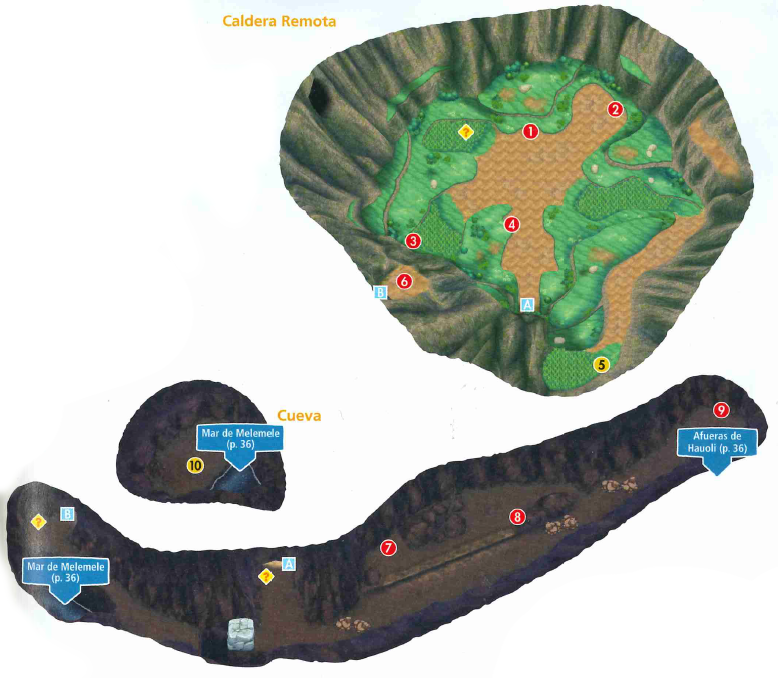 Caldera Remota
2
1
?
4
3
6
B
A
5
Cueva
9
Mar de Melemele
(p. 36)
Afueras de
Hauoli (p. 36)
10
B
?
8
7
A
?
Mar de Melemele
(p. 36)